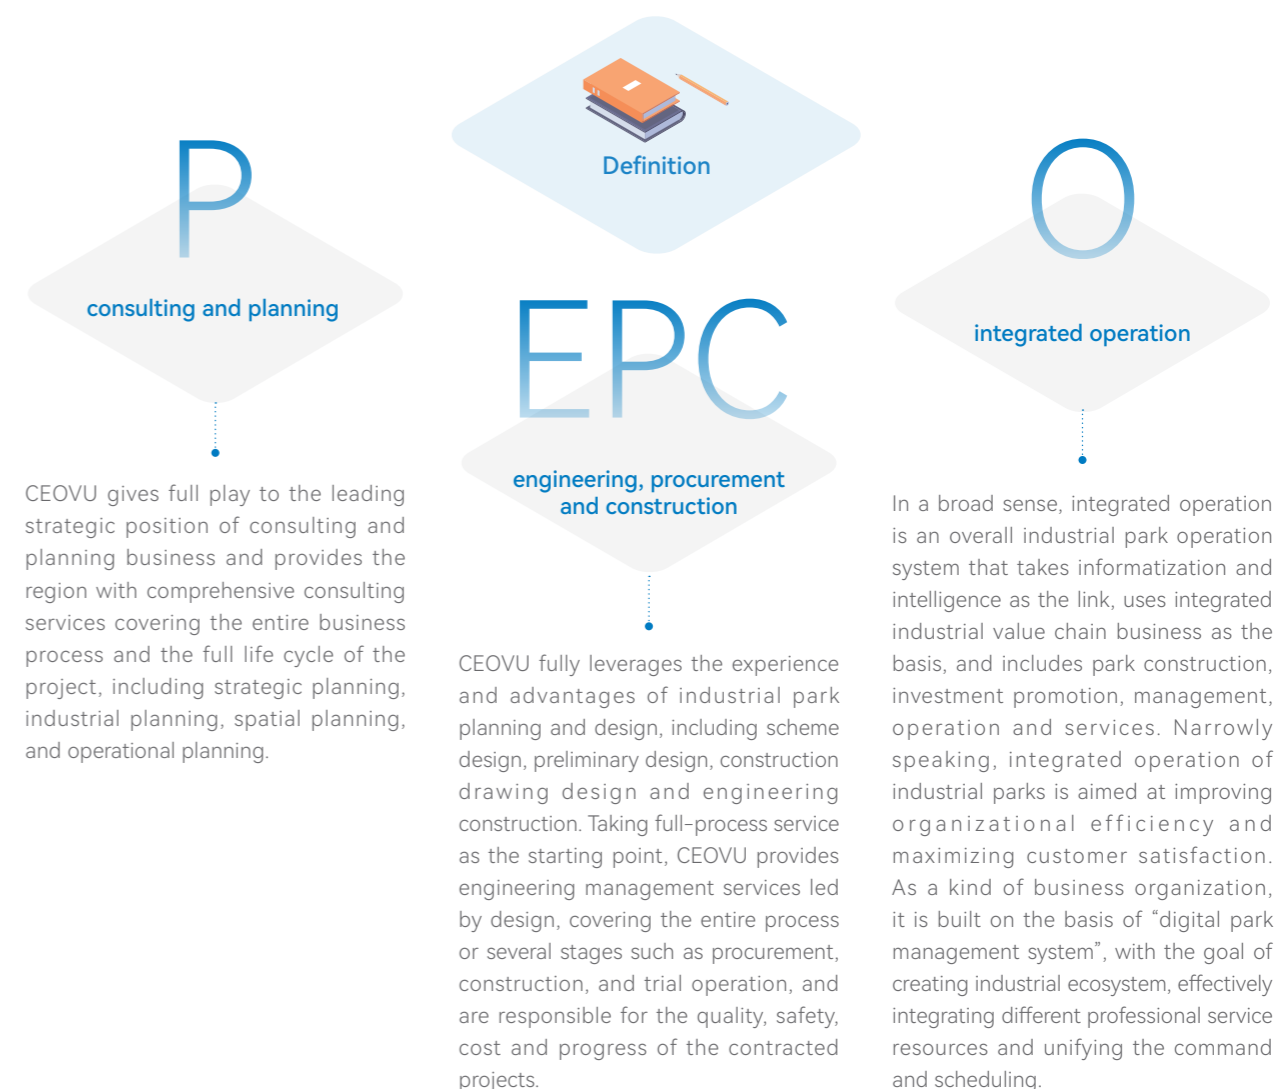 Definition
P
consulting and planning
CEOVU gives full play to the leading
strategic position of consulting and
planning business and provides the
region with comprehensive consulting
services covering the entire business
process and the full life cycle of the
project, including strategic planning,
industrial planning, spatial planning,
and operational planning.
EPC
engineering, procurement
and construction
CEOVU fully leverages the experience
and advantages of industrial park
planning and design, including scheme
design, preliminary design, construction
drawing design and engineering
construction. Taking full-process service
as the starting point, CEOVU provides
engineering management services led
by design, covering the entire process
or several stages such as procurement,
construction, and trial operation, and
are responsible for the quality, safety,
cost and progress of the contracted
projects.
O
integrated operation
In a broad sense, integrated operation
is an overall industrial park operation
system that takes informatization and
intelligence as the link, uses integrated
industrial value chain business as the
basis, and includes park construction,
investment promotion, management,
operation and services. Narrowly
speaking, integrated operation of
industrial parks is aimed at improving
organizational efficiency and
maximizing customer satisfaction.
As a kind of business organization,
it is built on the basis of “digital park
management system”, with the goal of
creating industrial ecosystem, effectively
integrating different professional service
resources and unifying the command
and scheduling.